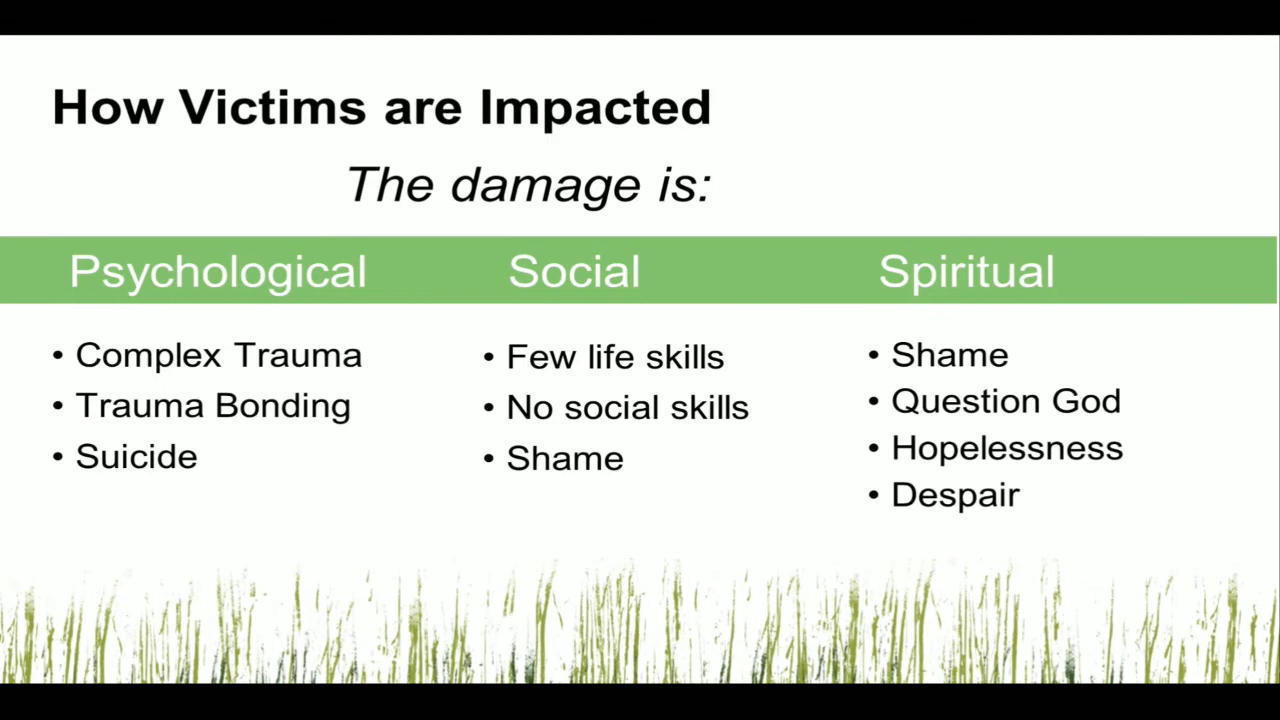 How Victims are Impacted
The damage is:
Psychological
• Complex Trauma
• Trauma Bonding
• Suicide
Social
• Few life skills
• No social skills
• Shame
Spiritual
• Shame
• Question God
• Hopelessness
• Despair